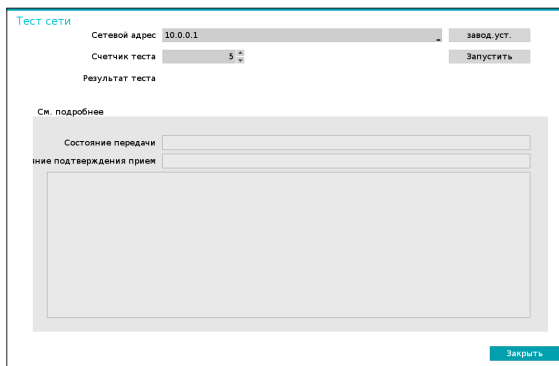 Тест сети
Сетевой адрес 10.0.0.1 завод.уст.
Счетчик теста 5 Запустить
Результат теста
См. подробнее
Состояние передачи
яние подтверждения прием
Закрыть